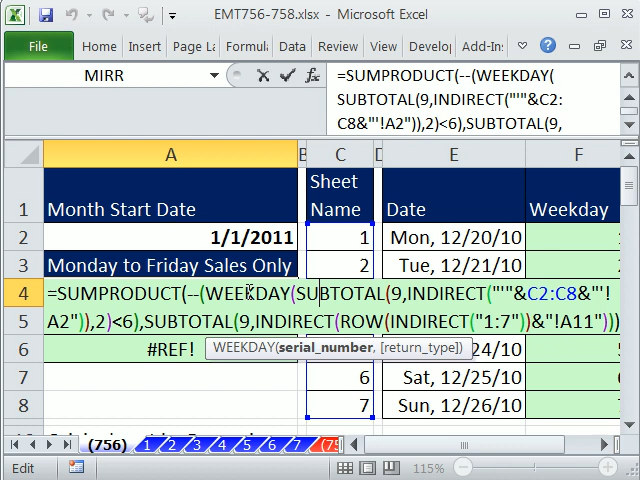 EMT756-758.xlsx - Microsoft Excel
File Home Insert Page La Formula Data Review View Develop Add-Ins
MIRR
fx
=SUMPRODUCT(--(WEEKDAY(
SUBTOTAL(9,INDIRECT("'"&C2:
C8&"'!A2")),2)<6),SUBTOTAL(9,
A B C D E F
1 Month Start Date Sheet Name Date Weekday
2 1/1/2011 1 Mon, 12/20/10
3 Monday to Friday Sales Only 2 Tue, 12/21/10
4 =SUMPRODUCT(--(WEEKDAY(SUBTOTAL(9,INDIRECT("'"&C2:C8&"'!
5 A2")),2)<6),SUBTOTAL(9,INDIRECT(ROW(INDIRECT("1:7"))&"!A11")))
6 #REF! 24/10
WEEKDAY(serial_number, [return_type])
7 6 Sat, 12/25/10
8 7 Sun, 12/26/10
(756) 1 2 3 4 5 6 7 (75
Edit 115%